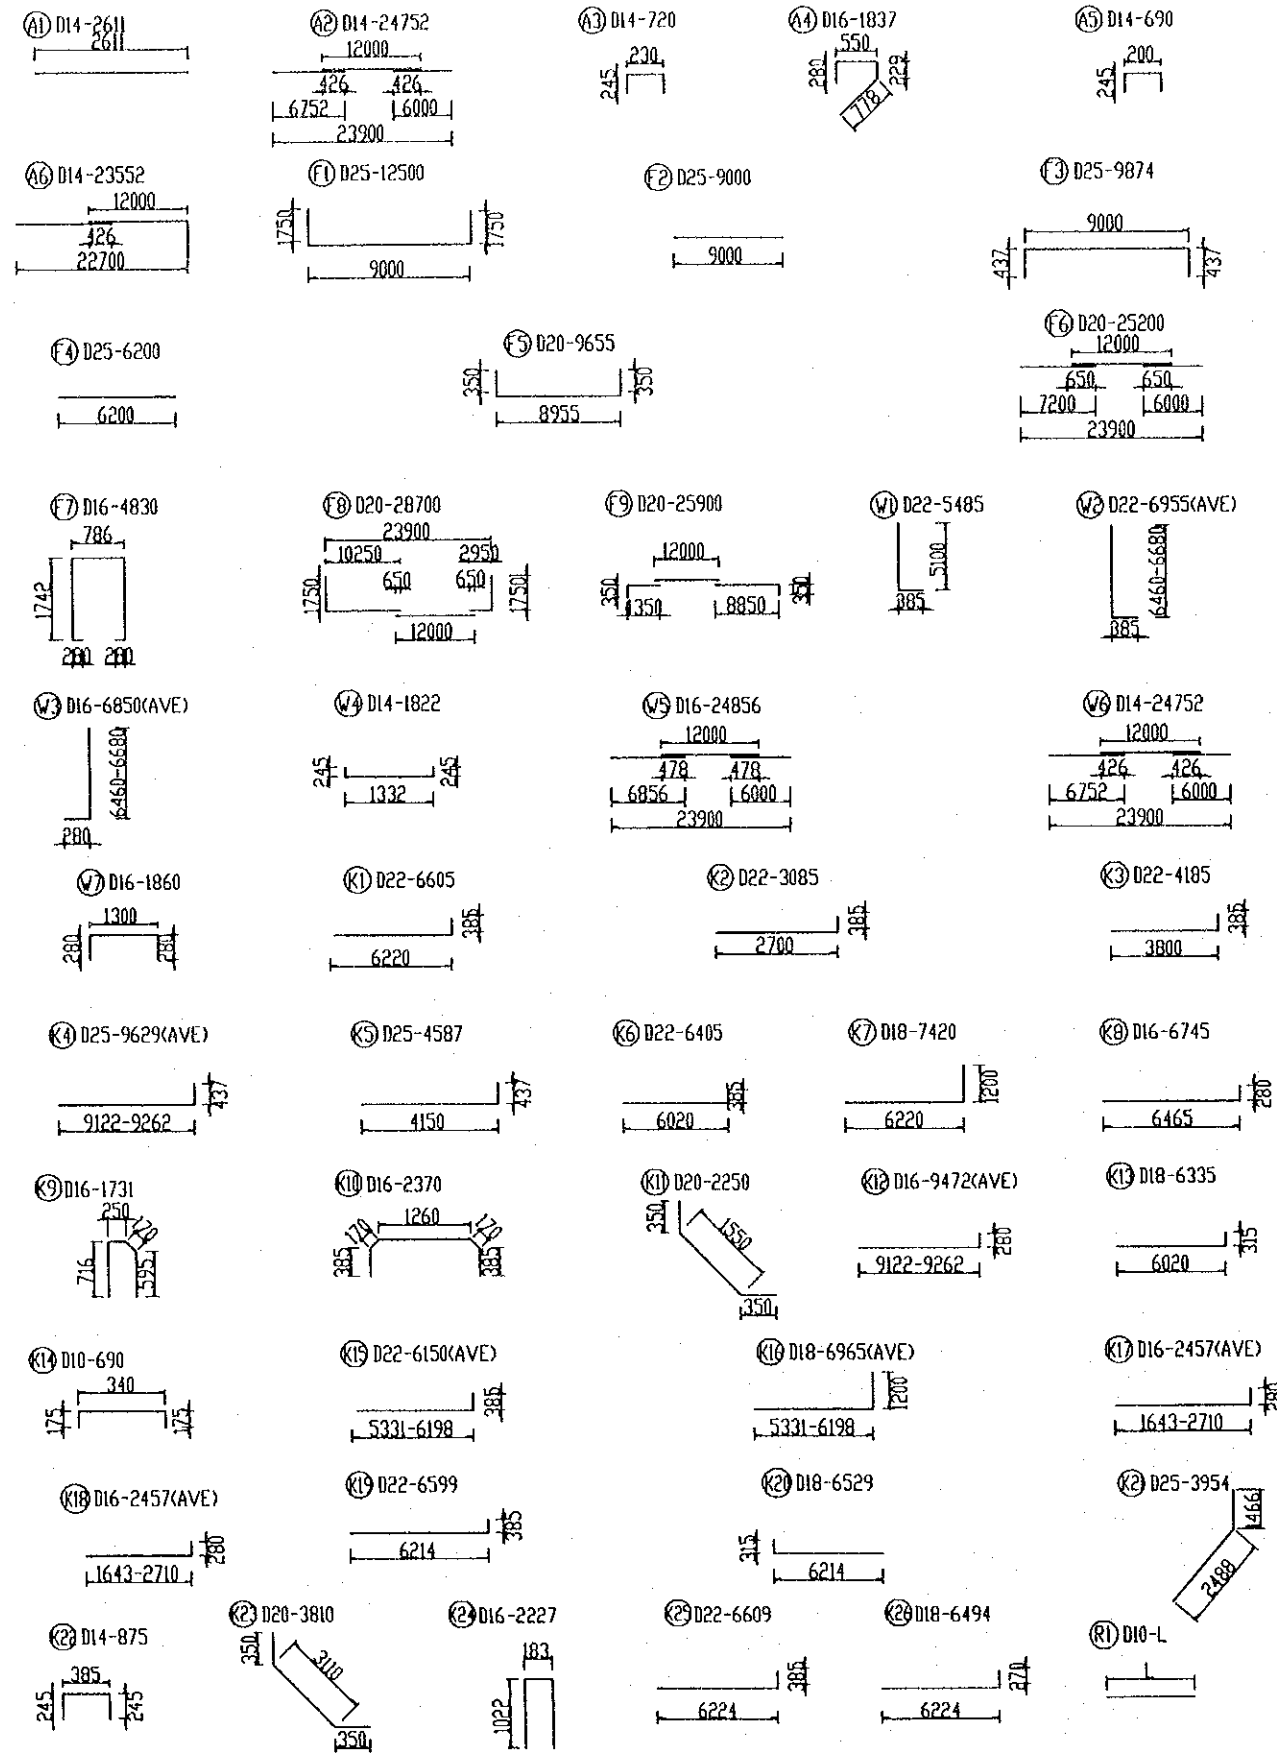 A1 D14-2611
2611
A2 D14-24752
12000
426 426
6752 6000
23900
A3 D14-720
230
245
A4 D16-1837
550
280
229
778
A5 D14-690
200
245
A6 D14-23552
12000
426
22700
F1 D25-12500
1750
1750
9000
F2 D25-9000
9000
F3 D25-9874
9000
437
437
F4 D25-6200
6200
F5 D20-9655
350
350
8955
F6 D20-25200
12000
650 650
7200 6000
23900
F7 D16-4830
786
1742
280 280
F8 D20-28700
23900
10250 2950
650 650
1750
1750
12000
F9 D20-25900
12000
350
350
1350 8850
W1 D22-5485
5100
385
W2 D22-6955(AVE)
6460-6680
385
W3 D16-6850(AVE)
6460-6680
280
W4 D14-1822
245
245
1332
W5 D16-24856
12000
478 478
6856 6000
23900
W6 D14-24752
12000
426 426
6752 6000
23900
W7 D16-1860
1300
280
280
K1 D22-6605
385
6220
K2 D22-3085
385
2700
K3 D22-4185
385
3800
K4 D25-9629(AVE)
437
9122-9262
K5 D25-4587
437
4150
K6 D22-6405
385
6020
K7 D18-7420
1200
6220
K8 D16-6745
280
6465
K9 D16-1731
250
170
716
595
K10 D16-2370
1260
170
170
385
385
K11 D20-2250
350
1550
350
K12 D16-9472(AVE)
280
9122-9262
K13 D18-6335
315
6020
K14 D10-690
340
175
175
K15 D22-6150(AVE)
385
5331-6198
K16 D18-6965(AVE)
1200
5331-6198
K17 D16-2457(AVE)
280
1643-2710
K18 D16-2457(AVE)
280
1643-2710
K19 D22-6599
385
6214
K20 D18-6529
315
6214
K21 D25-3954
1466
2488
K22 D14-875
385
245
245
K23 D20-3810
350
3110
350
K24 D16-2227
183
1022
K25 D22-6609
385
6224
K26 D18-6494
270
6224
R1 D10-L
L